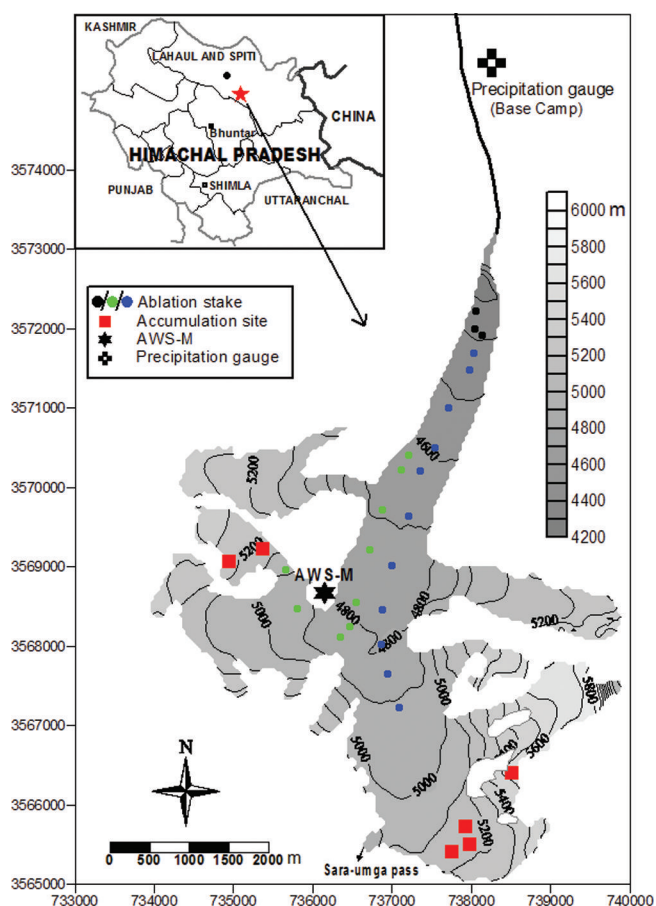 KASHMIR
LAHAUL AND SPITI
CHINA
Bhuntar
HIMACHAL PRADESH
PUNJAB
SHIMLA
UTTARANCHAL
Precipitation gauge
(Base Camp)
3574000
3573000
3572000
3571000
3570000
3569000
3568000
3567000
3566000
3565000
/ / Ablation stake
Accumulation site
AWS-M
Precipitation gauge
6000 m
5800
5600
5400
5200
5000
4800
4600
4400
4200
4600
5200
5200
AWS-M
4800
4800
5000
4800
5200
5000
5800
5600
5000
5400
5000
5200
N
0 500 1000 1500 2000 m
Sara-umga pass
733000 734000 735000 736000 737000 738000 739000 740000